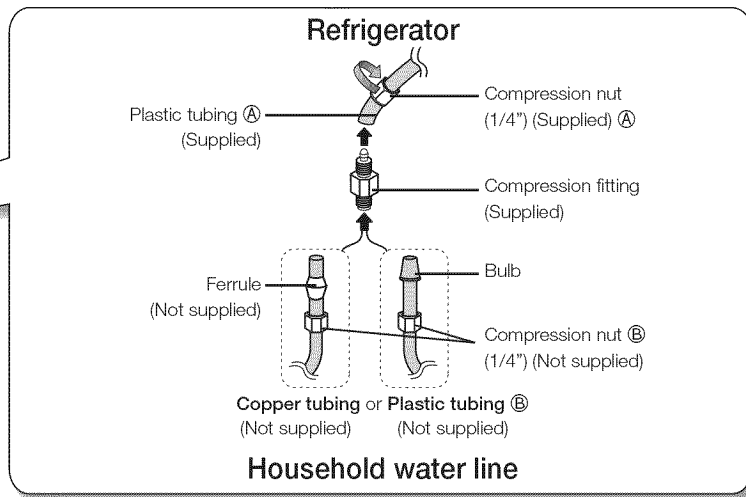 Refrigerator
Plastic tubing Ⓐ
(Supplied)
Compression nut
(1/4”) (Supplied) Ⓐ
Compression fitting
(Supplied)
Ferrule
(Not supplied)
Bulb
Compression nut Ⓑ
(1/4”) (Not supplied)
Copper tubing or Plastic tubing Ⓑ
(Not supplied) (Not supplied)
Household water line